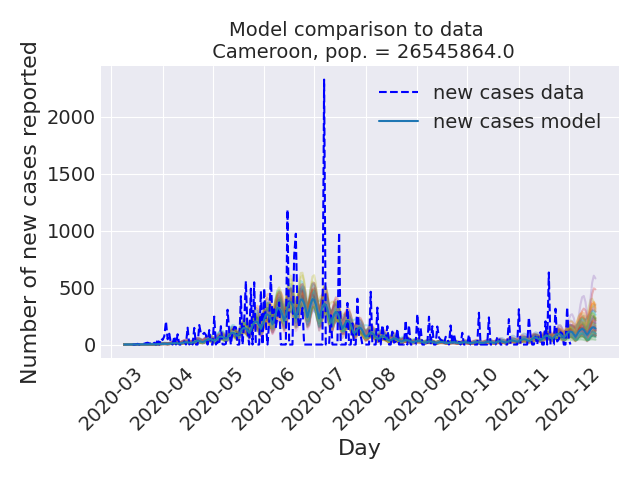 Model comparison to data
Cameroon, pop. = 26545864.0
Number of new cases reported
2000
1500
1000
500
0
new cases data
new cases model
2020-03
2020-04
2020-05
2020-06
2020-07
2020-08
2020-09
2020-10
2020-11
2020-12
Day